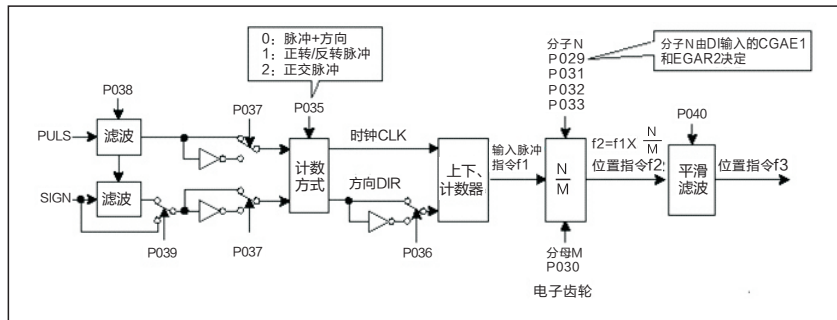 0：脉冲+方向
1：正转/反转脉冲
2：正交脉冲
分子N
P029
P031
P032
P033
分子N由DI输入的CGAE1
和EGAR2决定
P038
P037
P035
P040
PULS
滤波
时钟CLK
输入脉冲
指令f1
f2=f1X N/M
位置指令f2;
平滑
滤波
位置指令f3
计数
方式
上下、
计数器
N
M
SIGN
滤波
方向DIR
P039
P037
P036
分母M
P030
电子齿轮